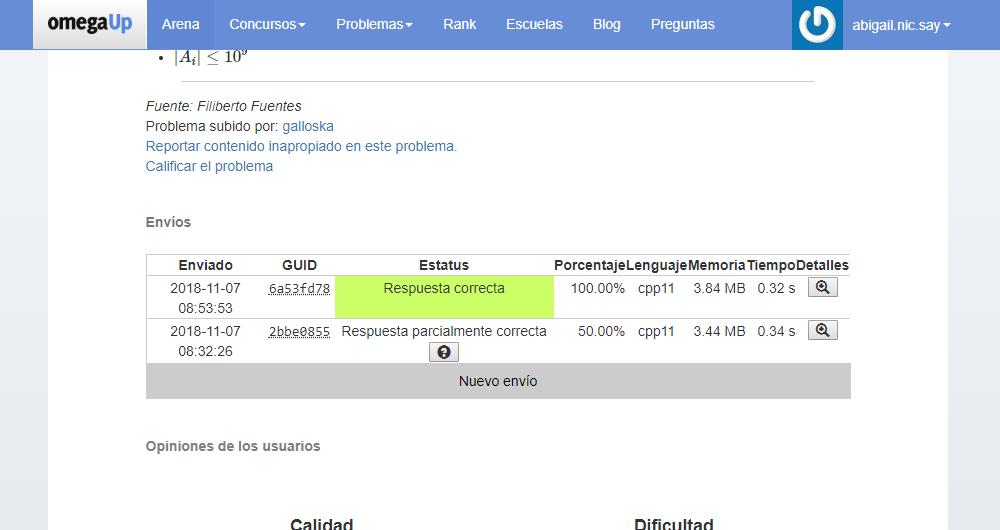 omegaUp Arena Concursos Problemas Rank Escuelas Blog Preguntas abigail.nic.say
• |Aᵢ| ≤ 10⁹
Fuente: Filiberto Fuentes
Problema subido por: galloska
Reportar contenido inapropiado en este problema.
Calificar el problema
Envíos
Enviado GUID Estatus Porcentaje Lenguaje Memoria Tiempo Detalles
2018-11-07 6a53fd78 Respuesta correcta 100.00% cpp11 3.84 MB 0.32 s
08:53:53
2018-11-07 2bbe0855 Respuesta parcialmente correcta 50.00% cpp11 3.44 MB 0.34 s
08:32:26
Nuevo envío
Opiniones de los usuarios
Calidad Dificultad